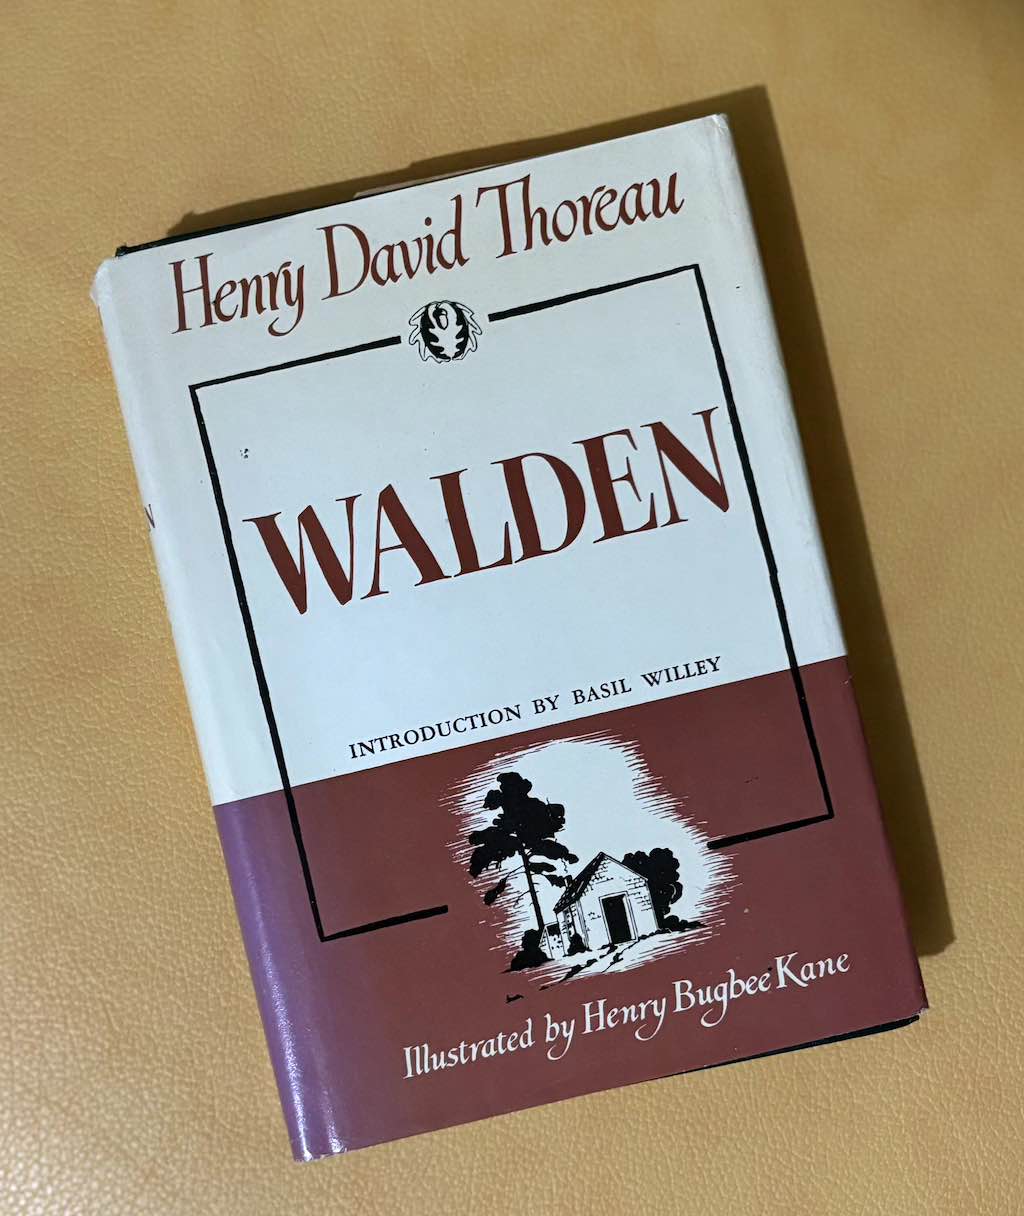 Henry David Thoreau
WALDEN
INTRODUCTION BY BASIL WILLEY
Illustrated by Henry Bugbee Kane
N